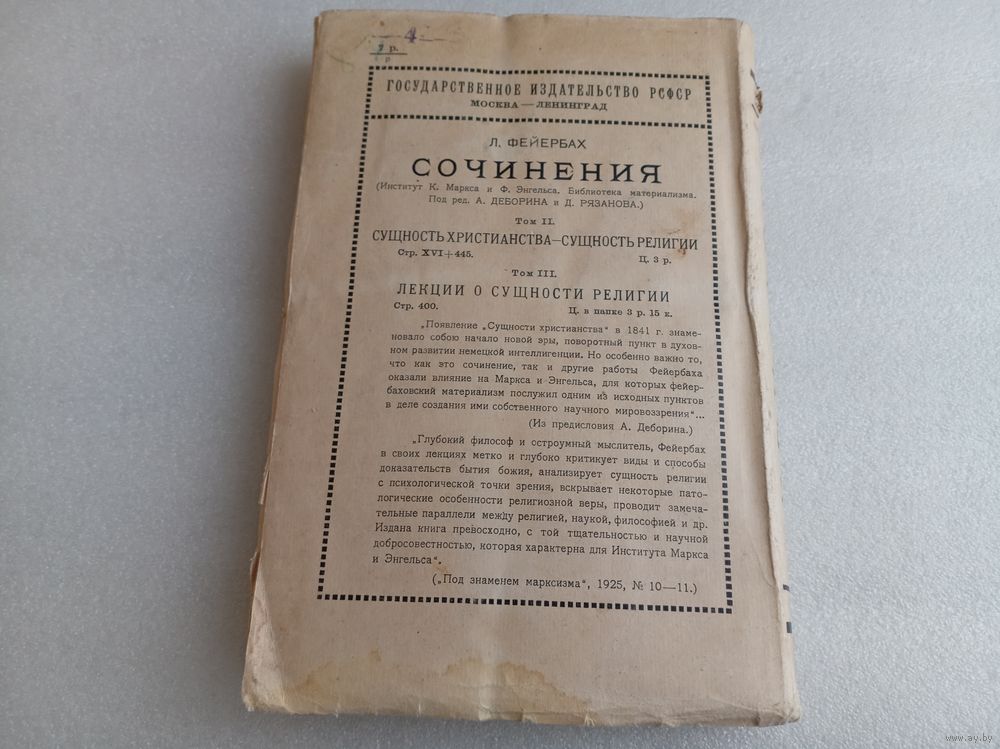 4
р.
р
ГОСУДАРСТВЕННОЕ ИЗДАТЕЛЬСТВО РСФСР
МОСКВА — ЛЕНИНГРАД
Л. ФЕЙЕРБАХ
СОЧИНЕНИЯ
(Институт К. Маркса и Ф. Энгельса. Библиотека материализма.
Под ред. А. ДЕБОРИНА и Д. РЯЗАНОВА.)
Том II.
СУЩНОСТЬ ХРИСТИАНСТВА—СУЩНОСТЬ РЕЛИГИИ
Стр. XVI+445. Ц. 3 р.
Том III.
ЛЕКЦИИ О СУЩНОСТИ РЕЛИГИИ
Стр. 400. Ц. в папке 3 р. 15 к.
„Появление „Сущности христианства“ в 1841 г. знаме-
новало собою начало новой эры, поворотный пункт в духов-
ном развитии немецкой интеллигенции. Но особенно важно то,
что как это сочинение, так и другие работы Фейербаха
оказали влияние на Маркса и Энгельса, для которых фейер-
баховский материализм послужил одним из исходных пунктов
в деле создания ими собственного научного мировоззрения“...
(Из предисловия А. Деборина.)
„Глубокий философ и остроумный мыслитель, Фейербах
в своих лекциях метко и глубоко критикует виды и способы
доказательств бытия божия, анализирует сущность религии
с психологической точки зрения, вскрывает некоторые пато-
логические особенности религиозной веры, проводит замеча-
тельные параллели между религией, наукой, философией и др.
Издана книга превосходно, с той тщательностью и научной
добросовестностью, которая характерна для Института Маркса
и Энгельса“.
(„Под знаменем марксизма“, 1925, № 10—11.)
www.ay.by